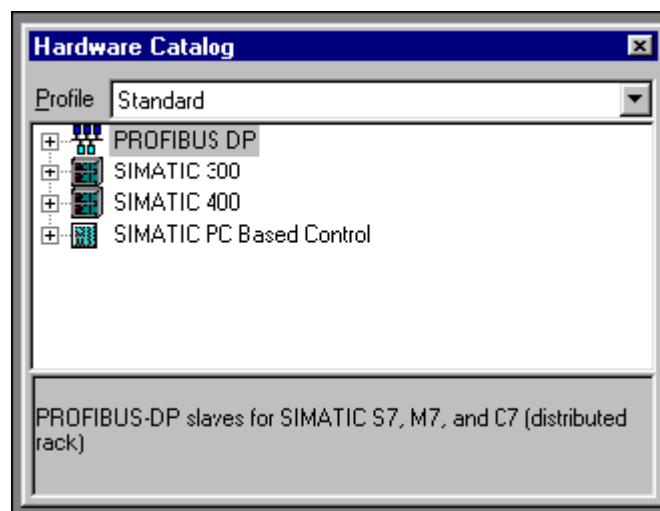 Hardware Catalog
Profile Standard
PROFIBUS DP
SIMATIC 300
SIMATIC 400
SIMATIC PC Based Control
PROFIBUS-DP slaves for SIMATIC S7, M7, and C7 (distributed
rack)